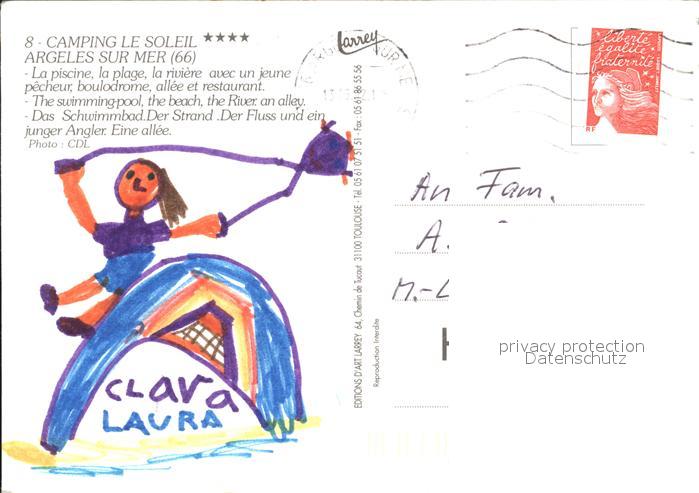 8 - CAMPING LE SOLEIL ****
ARGELES SUR MER (66)
- La piscine, la plage, la rivière avec un jeune
pêcheur, boulodrome, allée et restaurant.
- The swimming-pool, the beach, the River. an alley.
- Das Schwimmbad.Der Strand .Der Fluss und ein
junger Angler. Eine allée.
Photo : CDL
Larrey
EDITIONS D'ART LARREY 64, Chemin de Tucaut 31100 TOULOUSE - Tél. 05 61 07 51 51 - Fax : 05 61 86 55 56
Reproduction Interdite
liberté
égalité
fraternité
RF
An Fam.
A.
M.-L
privacy protection
Datenschutz
CLARA
LAURA